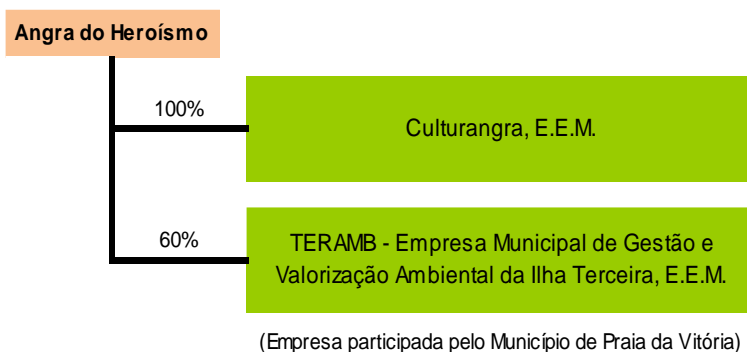 Angra do Heroísmo
100%
Culturangra, E.E.M.
60%
TERAMB - Empresa Municipal de Gestão e
Valorização Ambiental da Ilha Terceira, E.E.M.
(Empresa participada pelo Município de Praia da Vitória)